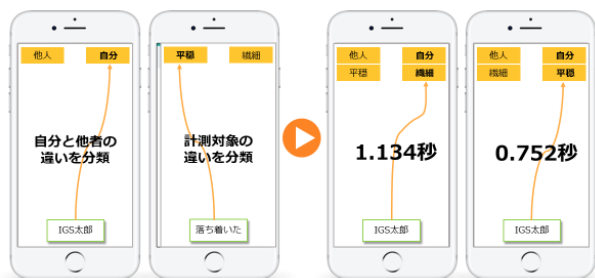 他人 自分
自分と他者の
違いを分類
IGS太郎
平穏 繊細
計測対象の
違いを分類
落ち着いた
他人 自分
平穏 繊細
1.134秒
IGS太郎
他人 自分
繊細 平穏
0.752秒
IGS太郎